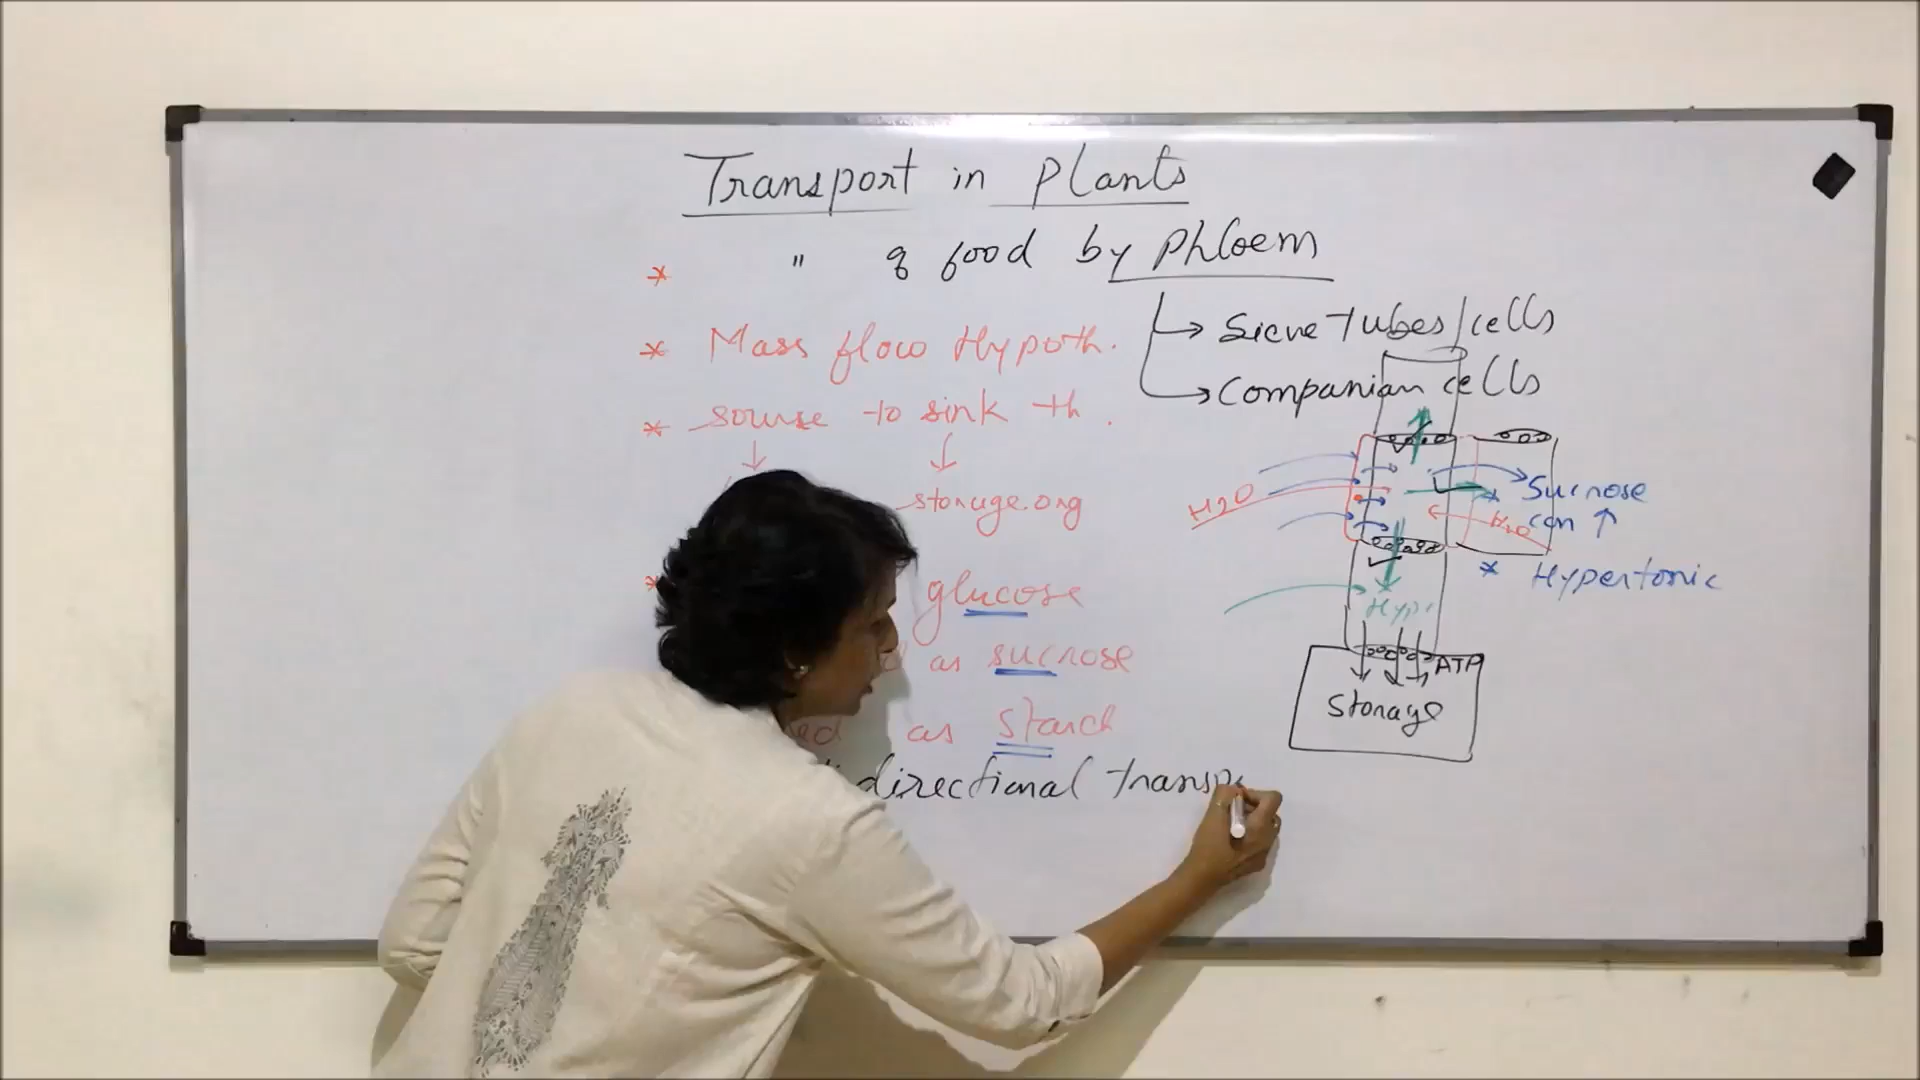 Transport in plants
* " of food by Phloem
→ Sieve tubes/cells
→ Companian cells
* Mass flow Hypoth.
* sourse to sink th.
↓ ↓
storage.org
* glucose
as sucrose
as starch
directional transp
H2O
Sucrose
con ↑
H2O
* Hypertonic
Hype
ATP
Storage